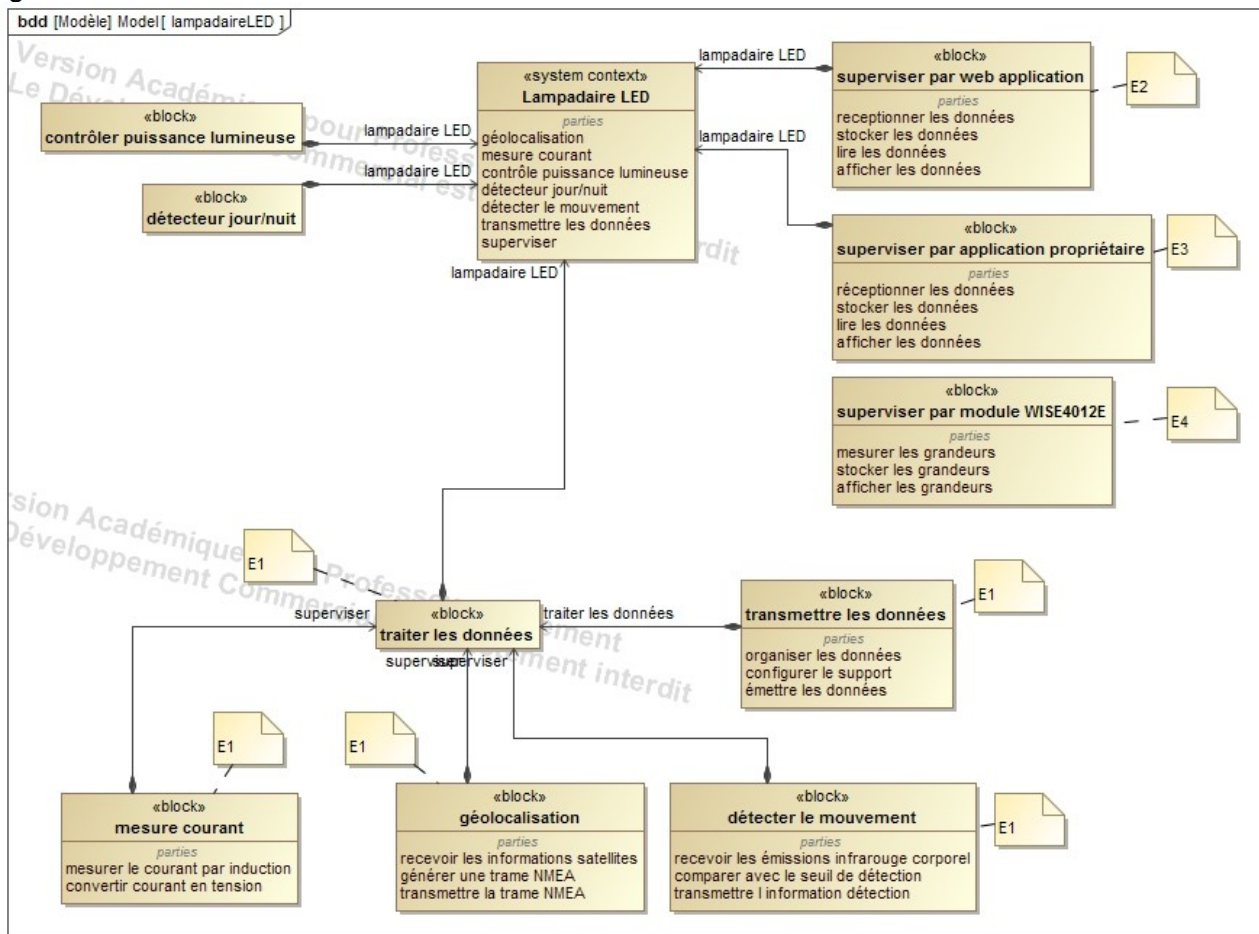 bdd [Modèle] Model[ lampadaireLED ]
Version Académique pour Professeur
Le Développement Commercial est strictement interdit
«block»
contrôler puissance lumineuse
lampadaire LED
«block»
détecteur jour/nuit
lampadaire LED
«system context»
Lampadaire LED
parties
géolocalisation
mesure courant
contrôle puissance lumineuse
détecteur jour/nuit
détecter le mouvement
transmettre les données
superviser
lampadaire LED
lampadaire LED
«block»
superviser par web application
parties
receptionner les données
stocker les données
lire les données
afficher les données
E2
lampadaire LED
«block»
superviser par application propriétaire
parties
réceptionner les données
stocker les données
lire les données
afficher les données
E3
«block»
superviser par module WISE4012E
parties
mesurer les grandeurs
stocker les grandeurs
afficher les grandeurs
E4
E1
superviser
«block»
traiter les données
superviser
superviser
traiter les données
«block»
transmettre les données
parties
organiser les données
configurer le support
émettre les données
E1
E1
«block»
mesure courant
parties
mesurer le courant par induction
convertir courant en tension
E1
«block»
géolocalisation
parties
recevoir les informations satellites
générer une trame NMEA
transmettre la trame NMEA
«block»
détecter le mouvement
parties
recevoir les émissions infrarouge corporel
comparer avec le seuil de détection
transmettre l information détection
E1